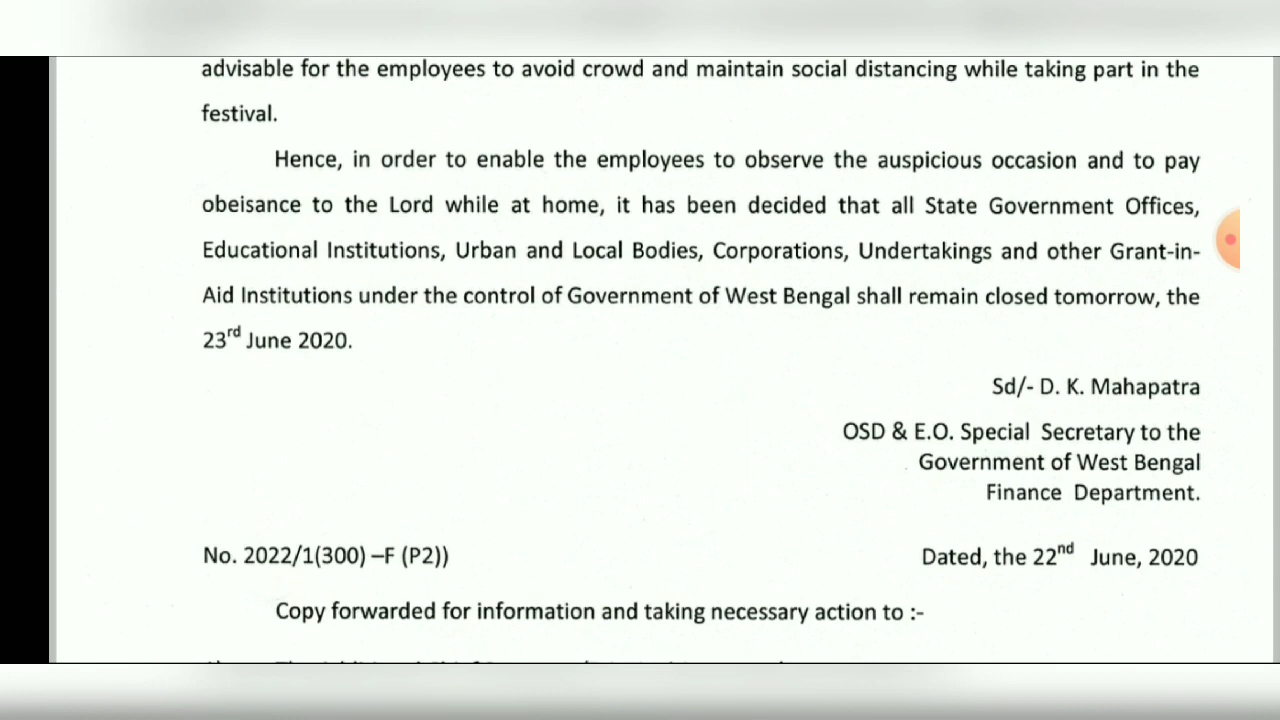 advisable for the employees to avoid crowd and maintain social distancing while taking part in the
festival.
Hence, in order to enable the employees to observe the auspicious occasion and to pay
obeisance to the Lord while at home, it has been decided that all State Government Offices,
Educational Institutions, Urban and Local Bodies, Corporations, Undertakings and other Grant-in-
Aid Institutions under the control of Government of West Bengal shall remain closed tomorrow, the
23rd June 2020.
Sd/- D. K. Mahapatra
OSD & E.O. Special Secretary to the
Government of West Bengal
Finance Department.
No. 2022/1(300) –F (P2))
Dated, the 22nd June, 2020
Copy forwarded for information and taking necessary action to :-